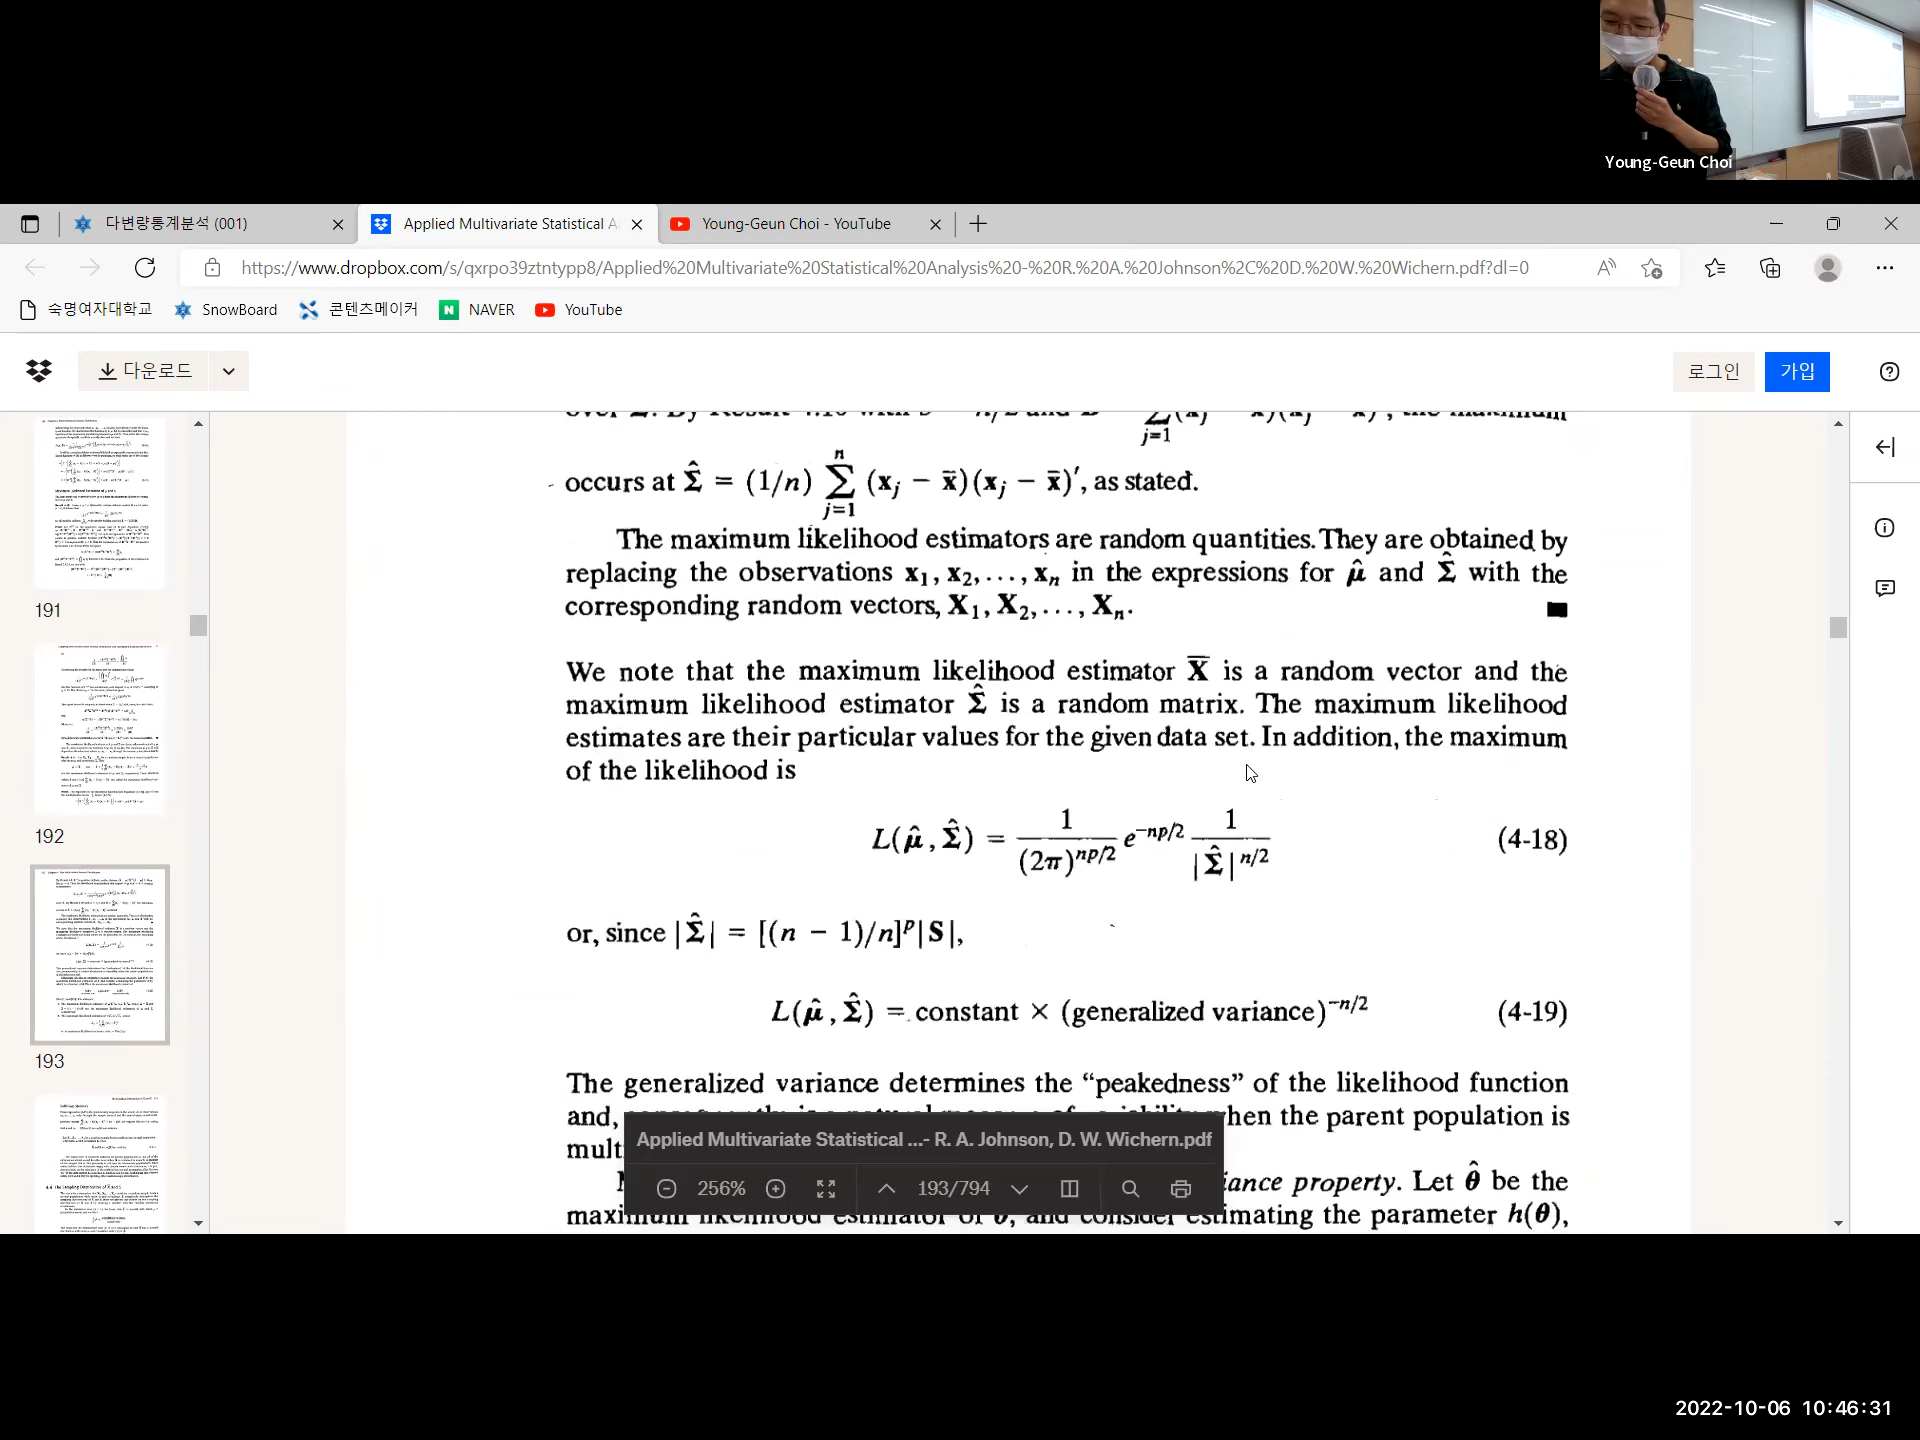 Young-Geun Choi
다변량통계분석 (001)
Applied Multivariate Statistical A
Young-Geun Choi - YouTube
https://www.dropbox.com/s/qxrpo39ztntypp8/Applied%20Multivariate%20Statistical%20Analysis%20-%20R.%20A.%20Johnson%2C%20D.%20W.%20Wichern.pdf?dl=0
숙명여자대학교 SnowBoard 콘텐츠메이커 NAVER YouTube
다운로드
로그인 가입
191
192
193
occurs at Σ̂ = (1/n) Σ_{j=1}^{n} (x_j − x̄)(x_j − x̄)′, as stated.
The maximum likelihood estimators are random quantities. They are obtained by
replacing the observations x₁, x₂, . . . , xₙ in the expressions for μ̂ and Σ̂ with the
corresponding random vectors, X₁, X₂, . . . , Xₙ. ■
We note that the maximum likelihood estimator X̄ is a random vector and the
maximum likelihood estimator Σ̂ is a random matrix. The maximum likelihood
estimates are their particular values for the given data set. In addition, the maximum
of the likelihood is
L(μ̂, Σ̂) = 1/(2π)^{np/2} e^{−np/2} 1/|Σ̂|^{n/2} (4-18)
or, since |Σ̂| = [(n − 1)/n]^p |S|,
L(μ̂, Σ̂) = constant × (generalized variance)^{−n/2} (4-19)
The generalized variance determines the “peakedness” of the likelihood function
and, when the parent population is
Applied Multivariate Statistical ...- R. A. Johnson, D. W. Wichern.pdf
256% 193/794
property. Let θ̂ be the
maximum likelihood estimator of θ, and consider estimating the parameter h(θ),
2022-10-06 10:46:31